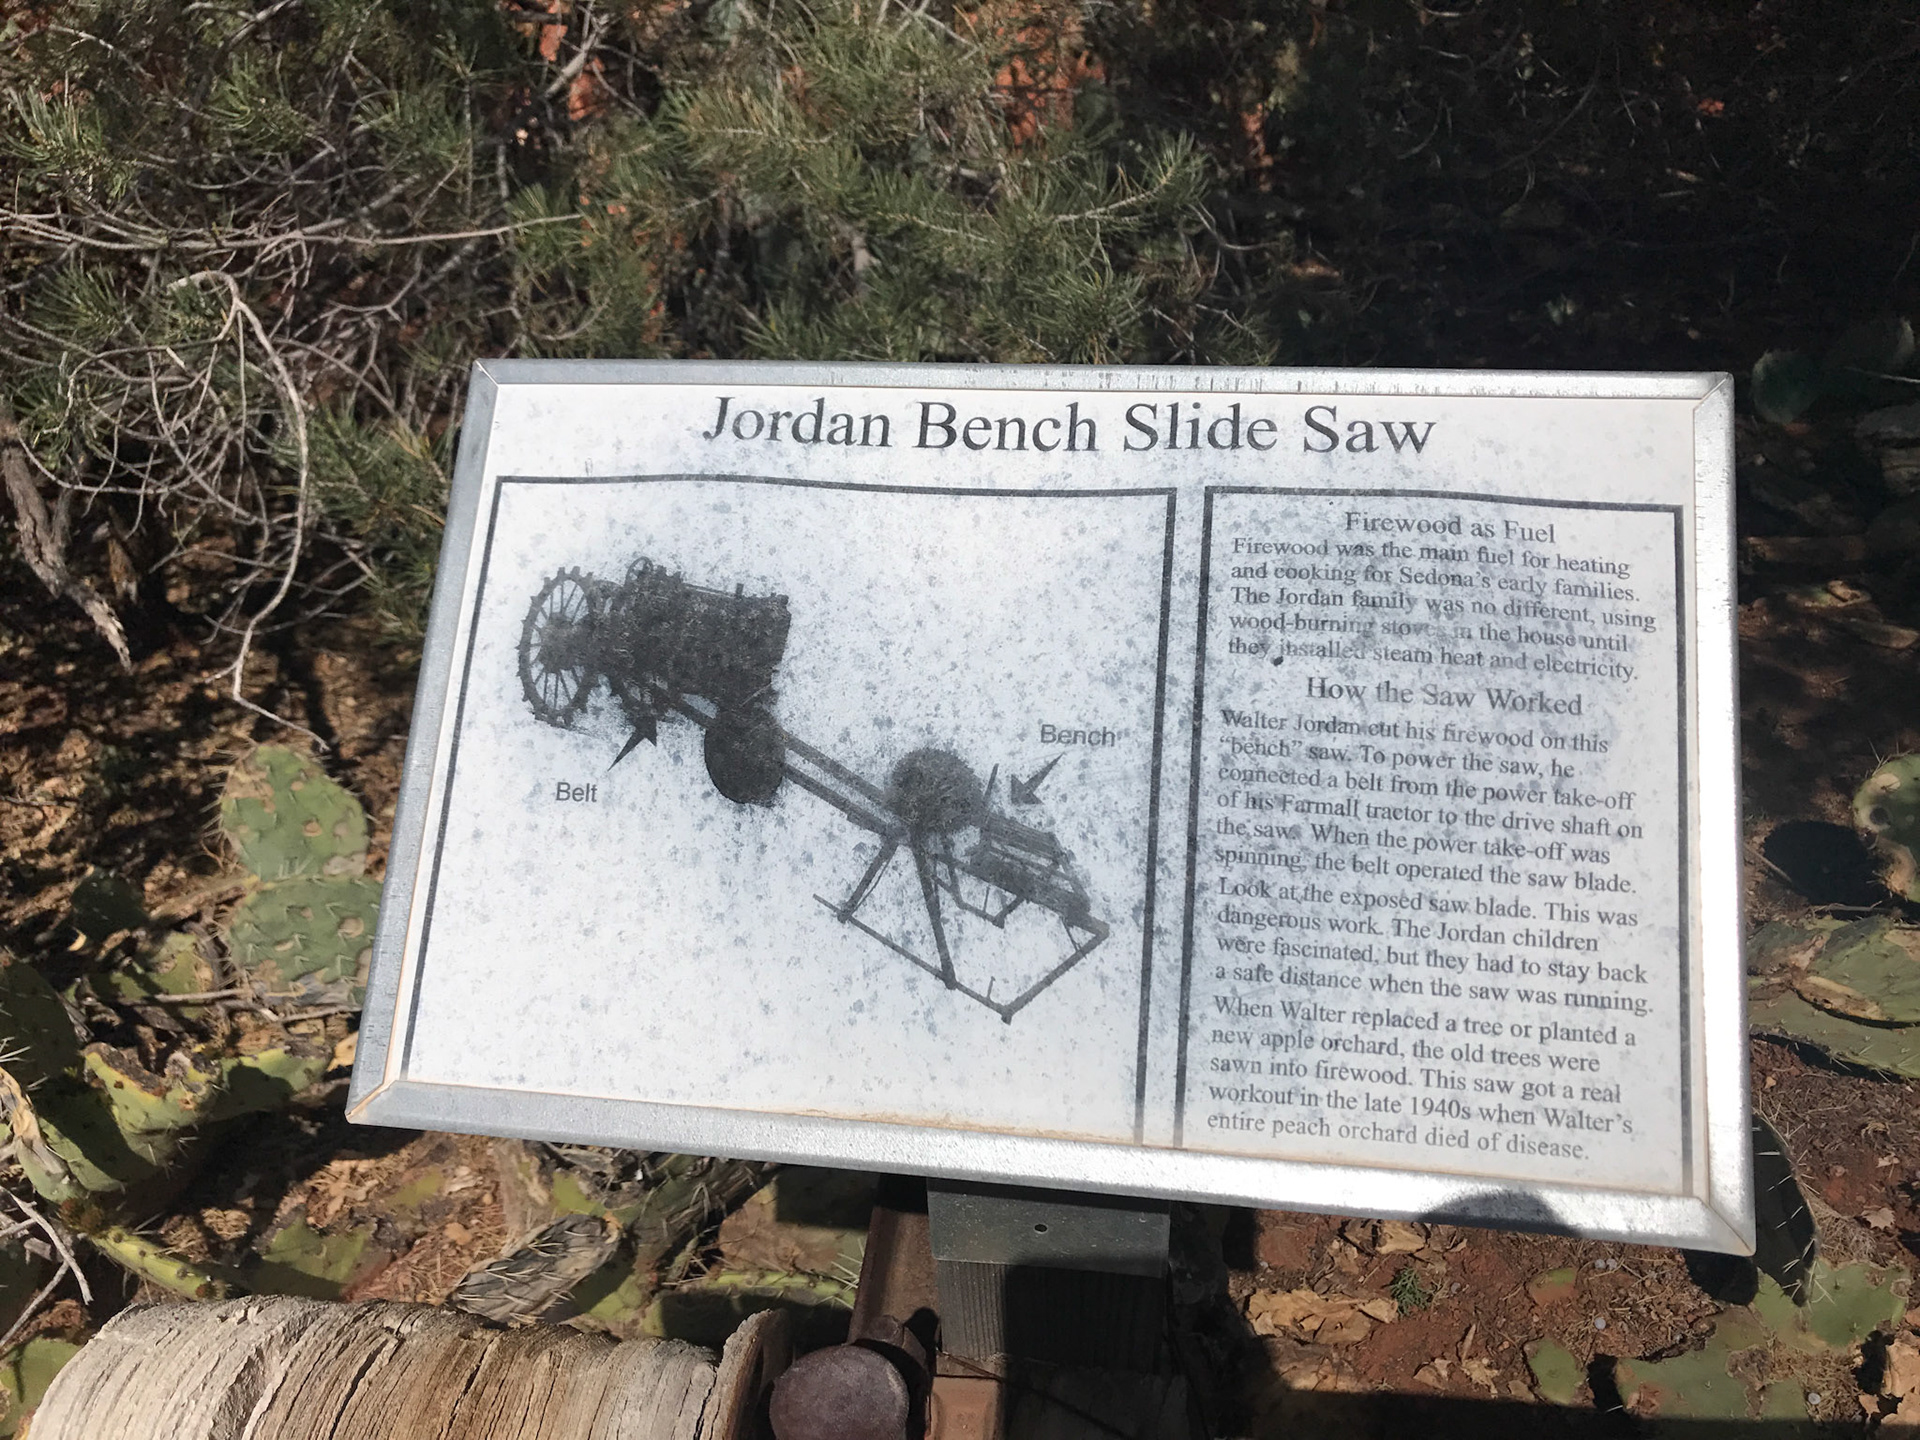 Jordan Bench Slide Saw
Belt
Bench
Firewood as Fuel
Firewood was the main fuel for heating
and cooking for Sedona's early families.
The Jordan family was no different, using
wood-burning stoves in the house until
they installed steam heat and electricity.
How the Saw Worked
Walter Jordan cut his firewood on this
"bench" saw. To power the saw, he
connected a belt from the power take-off
of his Farmall tractor to the drive shaft on
the saw. When the power take-off was
spinning, the belt operated the saw blade.
Look at the exposed saw blade. This was
dangerous work. The Jordan children
were fascinated, but they had to stay back
a safe distance when the saw was running.
When Walter replaced a tree or planted a
new apple orchard, the old trees were
sawn into firewood. This saw got a real
workout in the late 1940s when Walter's
entire peach orchard died of disease.